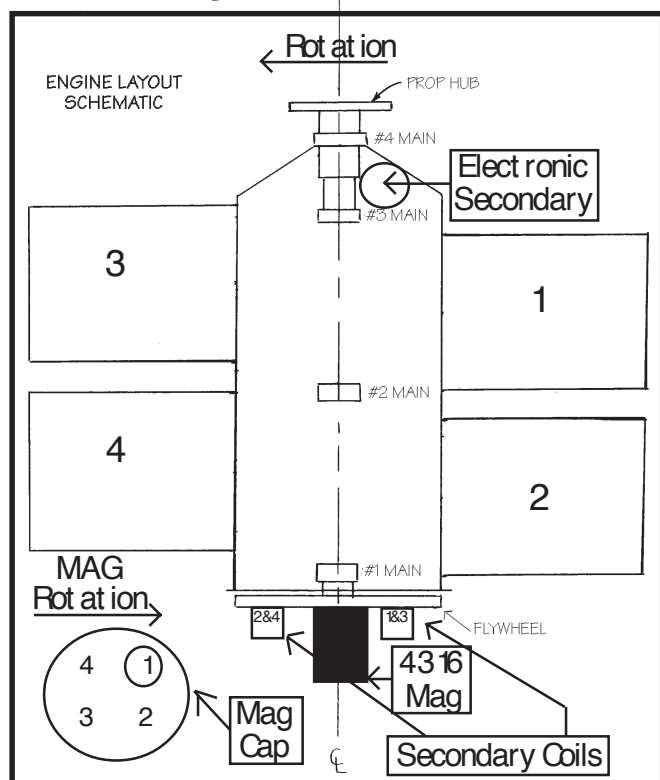 Rotation
ENGINE LAYOUT
SCHEMATIC
PROP HUB
#4 MAIN
Electronic
Secondary
#3 MAIN
3
1
#2 MAIN
4
2
#1 MAIN
MAG
Rotation
2&4
1&3
FLYWHEEL
4 1
3 2
4316
Mag
Mag
Cap
CL
Secondary Coils